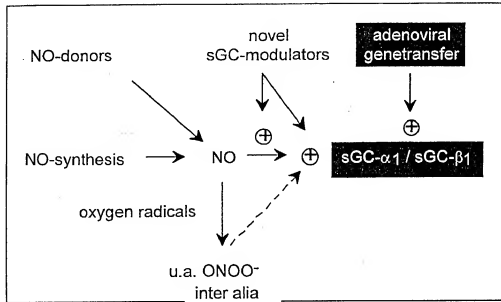 novel
sGC-modulators
adenoviral
genetransfer
NO-donors
NO-synthesis
NO
⊕
⊕
⊕
sGC-α1 / sGC-β1
oxygen radicals
u.a. ONOO-
inter alia